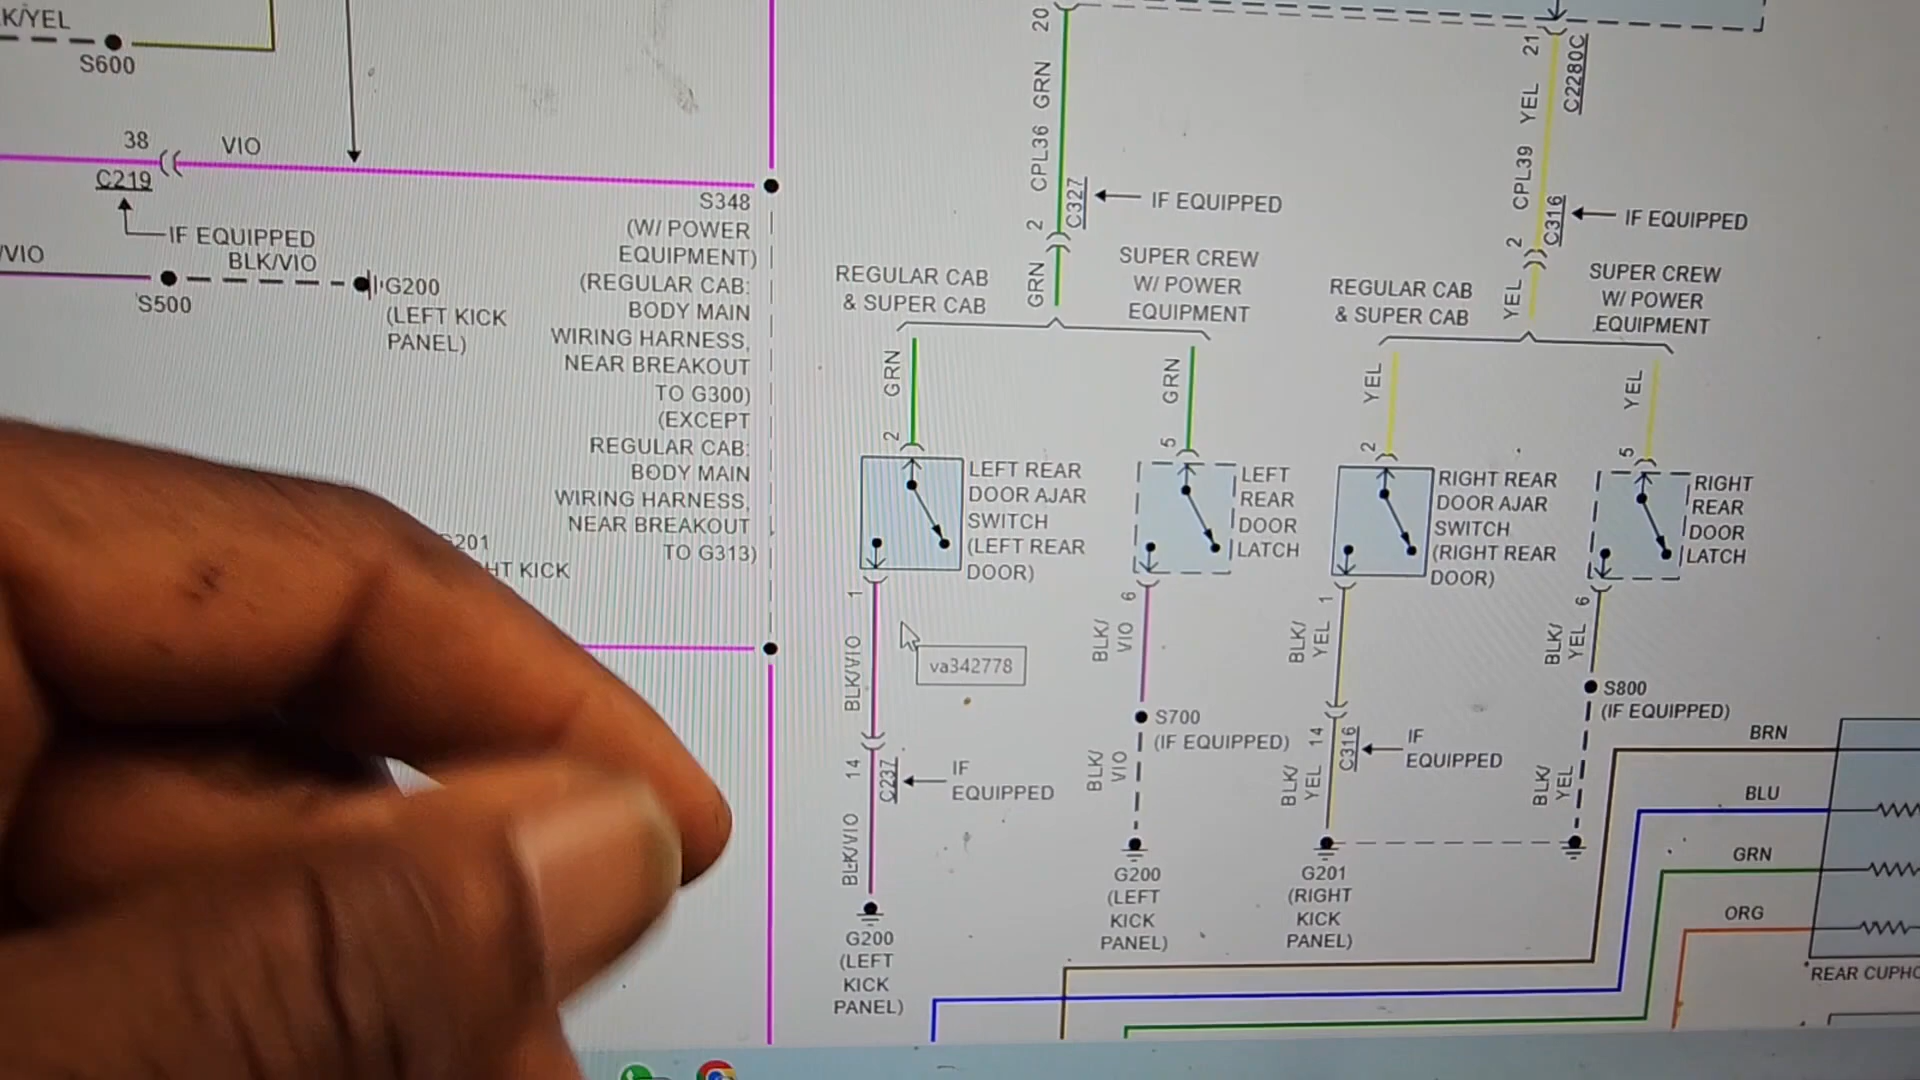 K/YEL
S600
38
VIO
C219
IF EQUIPPED
/VIO
BLK/VIO
S500
G200
(LEFT KICK
PANEL)
S348
(W/ POWER
EQUIPMENT)
(REGULAR CAB:
BODY MAIN
WIRING HARNESS,
NEAR BREAKOUT
TO G300)
(EXCEPT
REGULAR CAB:
BODY MAIN
WIRING HARNESS,
NEAR BREAKOUT
TO G313)
G201
HT KICK
20
GRN
CPL36
C327
IF EQUIPPED
2
GRN
REGULAR CAB
& SUPER CAB
SUPER CREW
W/ POWER
EQUIPMENT
21
C2280C
YEL
CPL39
C316
IF EQUIPPED
2
YEL
REGULAR CAB
& SUPER CAB
SUPER CREW
W/ POWER
EQUIPMENT
GRN
2
LEFT REAR
DOOR AJAR
SWITCH
(LEFT REAR
DOOR)
1
BLK/VIO
va342778
14
C237
IF
EQUIPPED
BLK/VIO
G200
(LEFT
KICK
PANEL)
GRN
5
LEFT
REAR
DOOR
LATCH
6
BLK/
VIO
S700
(IF EQUIPPED)
BLK/
VIO
G200
(LEFT
KICK
PANEL)
YEL
2
RIGHT REAR
DOOR AJAR
SWITCH
(RIGHT REAR
DOOR)
1
BLK/
YEL
14
C316
IF
EQUIPPED
BLK/
YEL
G201
(RIGHT
KICK
PANEL)
YEL
5
RIGHT
REAR
DOOR
LATCH
6
BLK/
YEL
S800
(IF EQUIPPED)
BLK/
YEL
BRN
BLU
GRN
ORG
REAR CUPHO